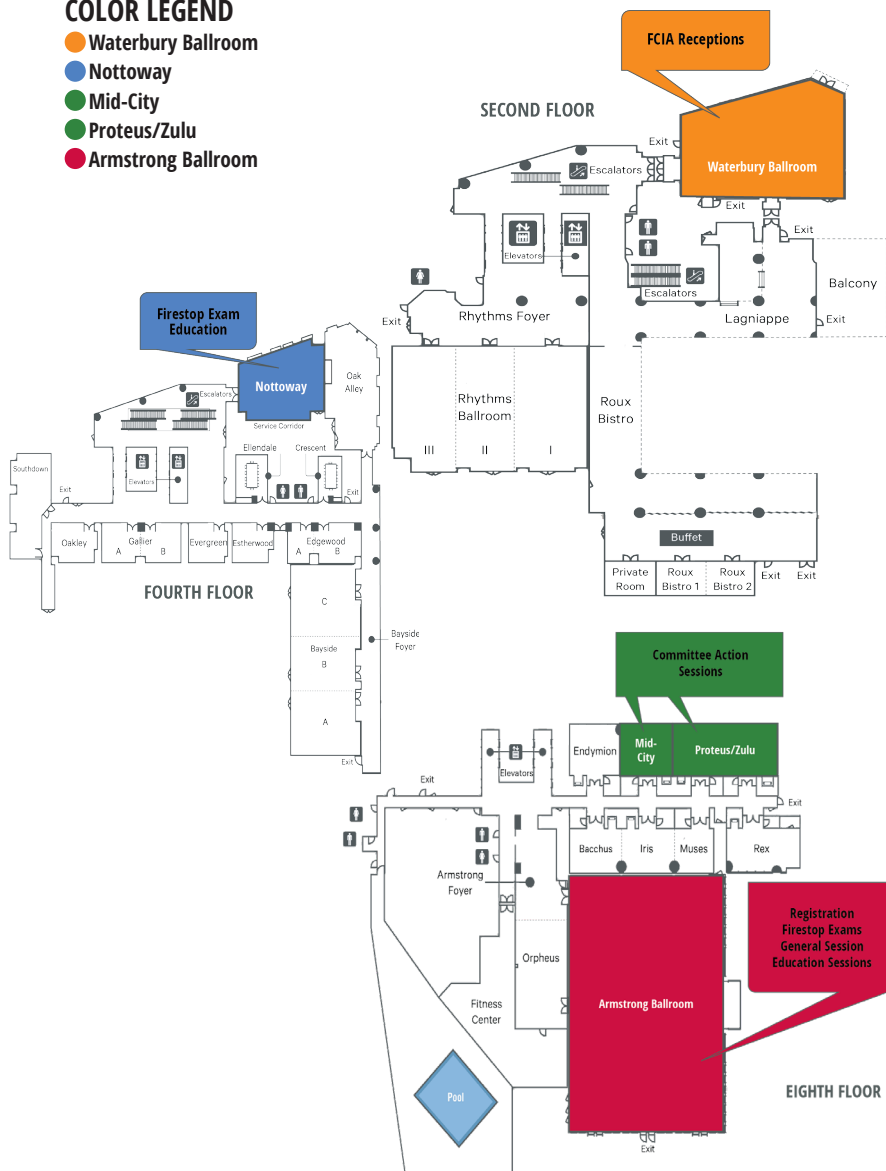 COLOR LEGEND
Waterbury Ballroom
Nottoway
Mid-City
Proteus/Zulu
Armstrong Ballroom
SECOND FLOOR
FCIA Receptions
Waterbury Ballroom
Exit
Escalators
Exit
Exit
Elevators
Escalators
Balcony
Lagniappe
Exit
Rhythms Foyer
Exit
Rhythms
Ballroom
III
II
I
Roux
Bistro
Buffet
Private
Room
Roux
Bistro 1
Roux
Bistro 2
Exit
Exit
Firestop Exam
Education
Nottoway
Oak
Alley
Escalators
Service Corridor
Ellendale
Crescent
Elevators
Southdown
Exit
Exit
Oakley
Gallier
A
B
Evergreen
Estherwood
Edgewood
A
B
FOURTH FLOOR
C
Bayside
B
A
Bayside
Foyer
Exit
Committee Action
Sessions
Endymion
Mid-
City
Proteus/Zulu
Elevators
Exit
Exit
Bacchus
Iris
Muses
Rex
Armstrong
Foyer
Orpheus
Fitness
Center
Registration
Firestop Exams
General Session
Education Sessions
Armstrong Ballroom
Pool
EIGHTH FLOOR
Exit